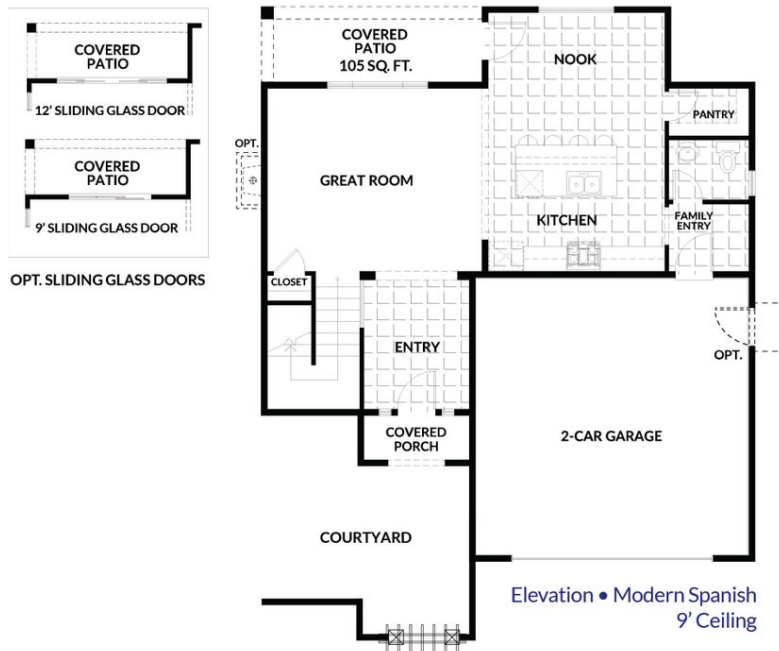 COVERED
PATIO
12' SLIDING GLASS DOOR
COVERED
PATIO
9' SLIDING GLASS DOOR
OPT. SLIDING GLASS DOORS
COVERED
PATIO
105 SQ. FT.
NOOK
PANTRY
OPT.
GREAT ROOM
KITCHEN
FAMILY
ENTRY
CLOSET
ENTRY
OPT.
COVERED
PORCH
2-CAR GARAGE
COURTYARD
Elevation • Modern Spanish
9' Ceiling